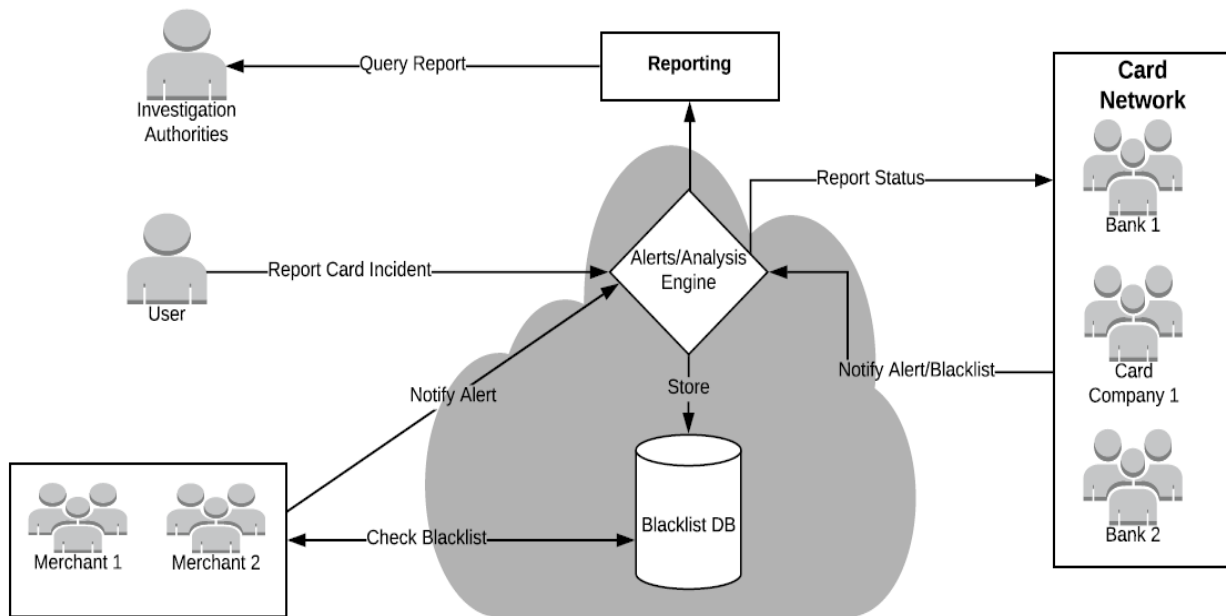 Query Report
Reporting
Card
Network
Investigation
Authorities
Report Status
Bank 1
Report Card Incident
Alerts/Analysis
Engine
User
Notify Alert
Store
Notify Alert/Blacklist
Card
Company 1
Check Blacklist
Blacklist DB
Merchant 1
Merchant 2
Bank 2